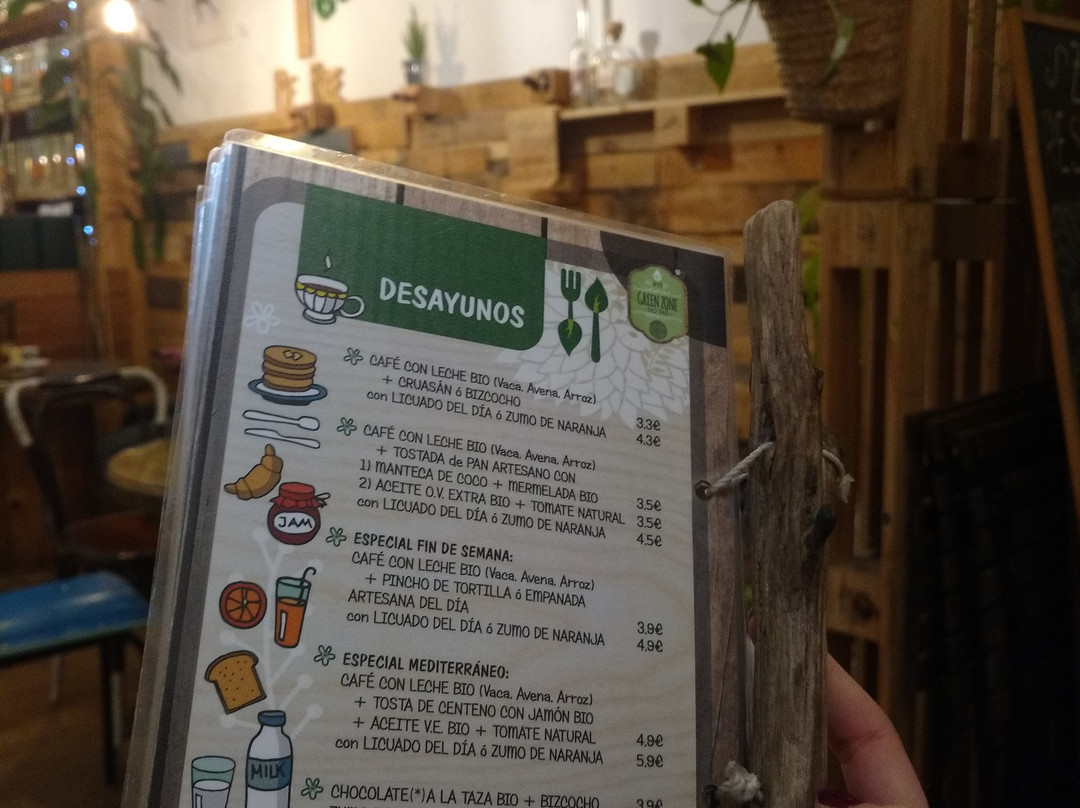 DESAYUNOS
GREEN ZONE
CAFÉ CON LECHE BIO (Vaca, Avena, Arroz)
+ CRUASÁN ó BIZCOCHO 3.3€
con LICUADO DEL DÍA ó ZUMO DE NARANJA 4.3€
CAFÉ CON LECHE BIO (Vaca, Avena, Arroz)
+ TOSTADA de PAN ARTESANO CON
1) MANTECA DE COCO + MERMELADA BIO 3.5€
2) ACEITE O.V. EXTRA BIO + TOMATE NATURAL 3.5€
con LICUADO DEL DÍA ó ZUMO DE NARANJA 4.5€
JAM
ESPECIAL FIN DE SEMANA:
CAFÉ CON LECHE BIO (Vaca, Avena, Arroz)
+ PINCHO DE TORTILLA ó EMPANADA
ARTESANA DEL DÍA 3.9€
con LICUADO DEL DÍA ó ZUMO DE NARANJA 4.9€
ESPECIAL MEDITERRÁNEO:
CAFÉ CON LECHE BIO (Vaca, Avena, Arroz)
+ TOSTA DE CENTENO CON JAMÓN BIO
+ ACEITE V.E. BIO + TOMATE NATURAL 4.9€
con LICUADO DEL DÍA ó ZUMO DE NARANJA 5.9€
MILK
CHOCOLATE(*) A LA TAZA BIO + BIZCOCHO 3.9€